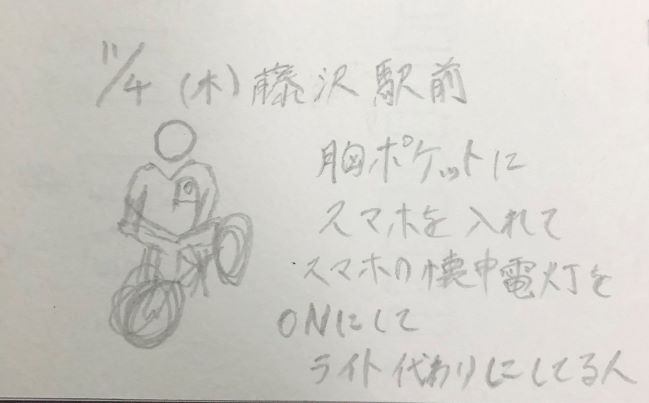 11/4 (木) 藤沢駅前
胸ポケットに
スマホを入れて
スマホの懐中電灯を
ONにして
ライト代わりにしてる人